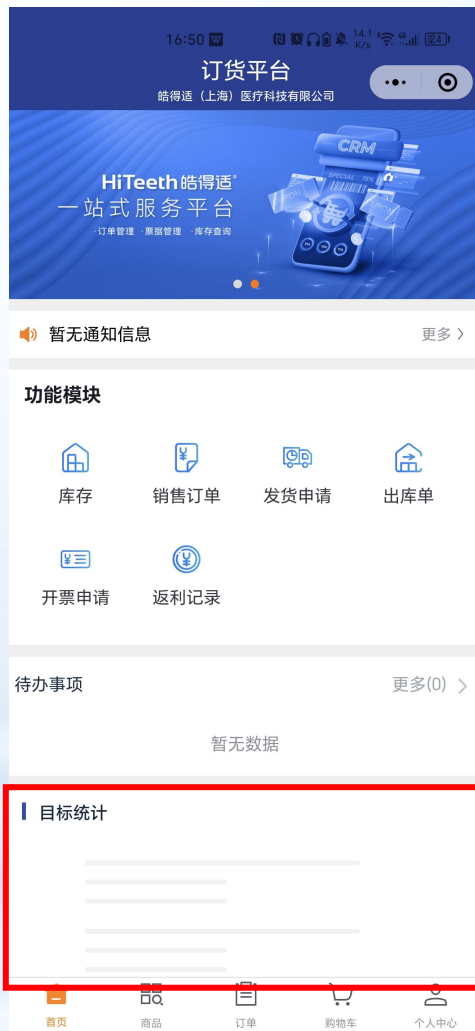 16:50
14.1 K/s
124
订货平台
皓得适（上海）医疗科技有限公司
CRM
SPECIAL 75%
HiTeeth皓得适
一站式服务平台
·订单管理 ·票据管理 ·库存查询
暂无通知信息
更多
功能模块
库存 销售订单 发货申请 出库单
开票申请 返利记录
待办事项
更多(0)
暂无数据
目标统计
首页 商品 订单 购物车 个人中心